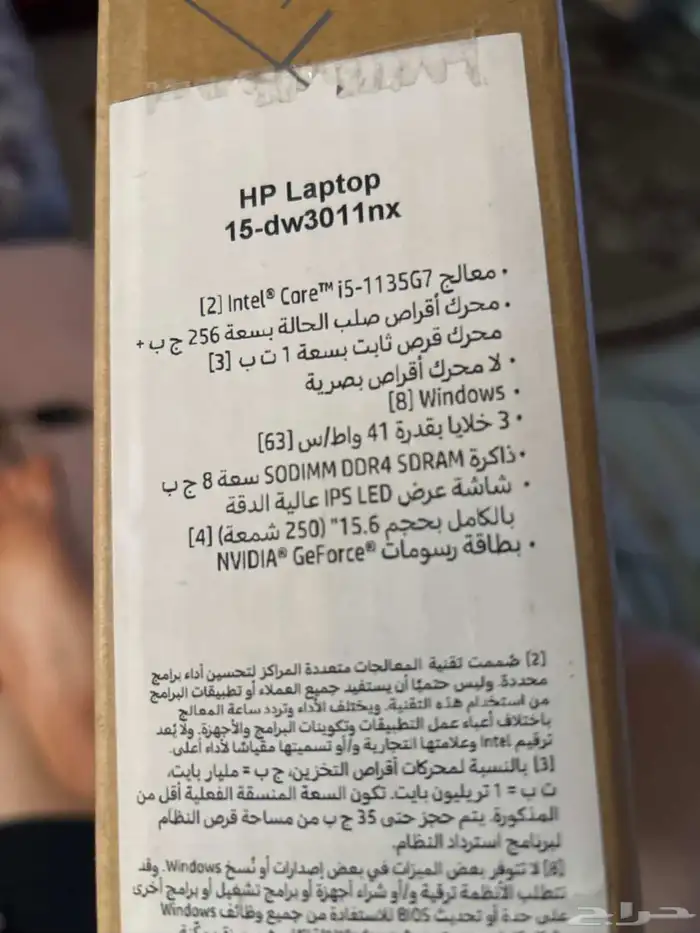 HP Laptop
15-dw3011nx
• معالج Intel® Core™ i5-1135G7 [2]
• محرك أقراص صلب الحالة بسعة 256 ج ب +
محرك قرص ثابت بسعة 1 ت ب [3]
• لا محرك أقراص بصرية
• Windows [8]
• 3 خلايا بقدرة 41 واط/س [63]
• ذاكرة SODIMM DDR4 SDRAM سعة 8 ج ب
• شاشة عرض IPS LED عالية الدقة
بالكامل بحجم 15.6" (250 شمعة) [4]
• بطاقة رسومات NVIDIA® GeForce®
[2] صُممت تقنية المعالجات متعددة المراكز لتحسين أداء برامج
محددة. وليس حتميًا أن يستفيد جميع العملاء أو تطبيقات البرامج
من استخدام هذه التقنية. ويختلف الأداء وتردد ساعة المعالج
باختلاف أعباء عمل التطبيقات وتكوينات البرامج والأجهزة. ولا يُعد
ترقيم Intel وعلامتها التجارية و/أو تسميتها مقياسًا لأداء أعلى.
[3] بالنسبة لمحركات أقراص التخزين، ج ب = مليار بايت،
ت ب = 1 تريليون بايت. تكون السعة المنسقة الفعلية أقل من
المذكورة. يتم حجز حتى 35 ج ب من مساحة قرص النظام
لبرنامج استرداد النظام.
[8] لا تتوفر بعض الميزات في بعض إصدارات أو نُسخ Windows. وقد
تتطلب الأنظمة ترقية و/أو شراء أجهزة أو برامج تشغيل أو برامج أخرى
على حدة أو تحديث BIOS للاستفادة من جميع وظائف Windows
حراج